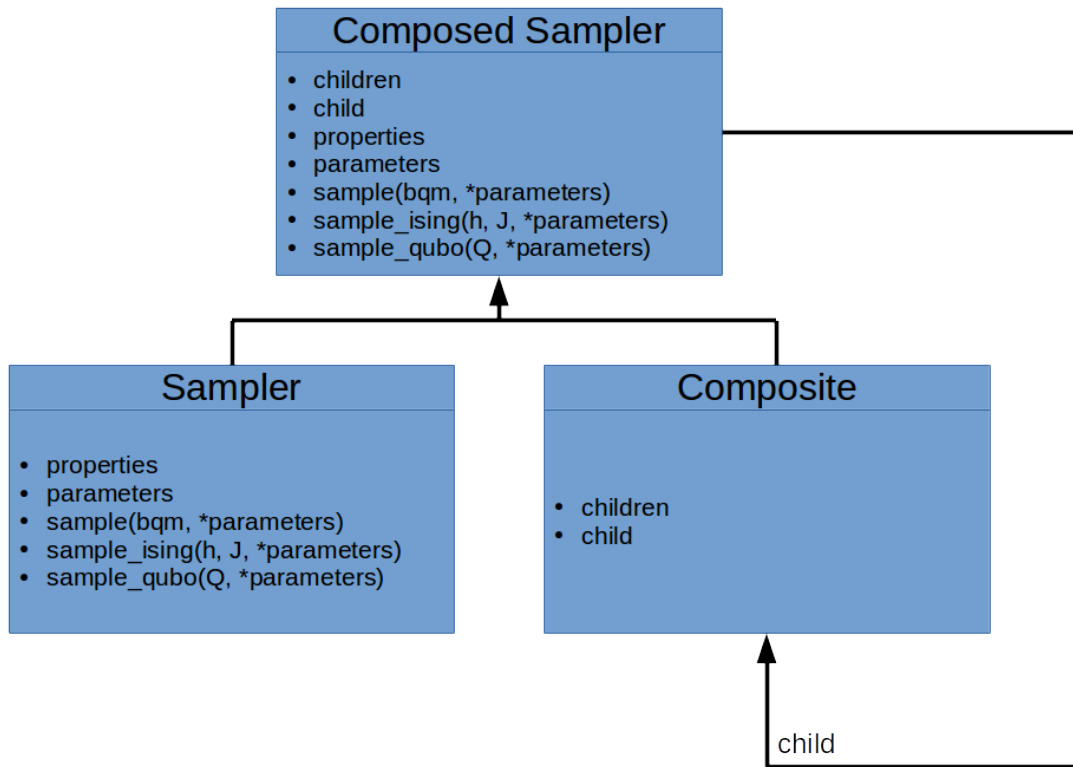 Composed Sampler
• children
• child
• properties
• parameters
• sample(bqm, *parameters)
• sample_ising(h, J, *parameters)
• sample_qubo(Q, *parameters)
Sampler
• properties
• parameters
• sample(bqm, *parameters)
• sample_ising(h, J, *parameters)
• sample_qubo(Q, *parameters)
Composite
• children
• child
child